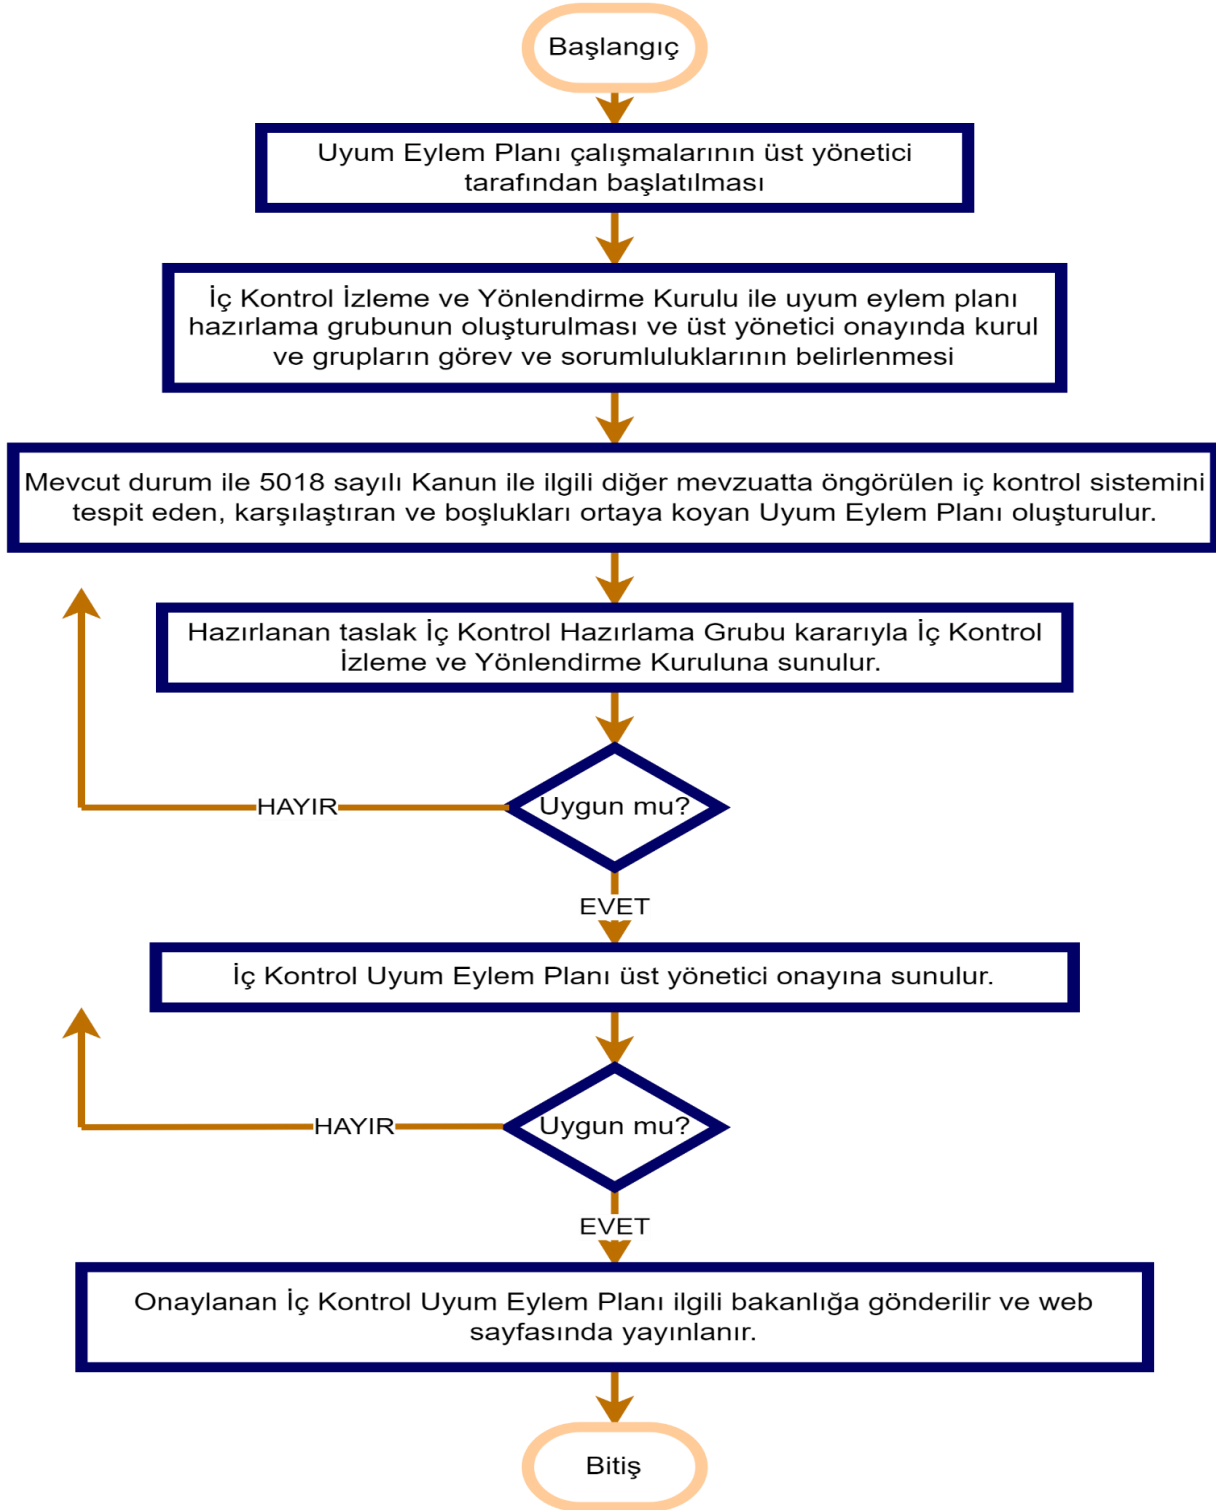 Başlangıç
Uyum Eylem Planı çalışmalarının üst yönetici
tarafından başlatılması
İç Kontrol İzleme ve Yönlendirme Kurulu ile uyum eylem planı
hazırlama grubunun oluşturulması ve üst yönetici onayında kurul
ve grupların görev ve sorumluluklarının belirlenmesi
Mevcut durum ile 5018 sayılı Kanun ile ilgili diğer mevzuatta öngörülen iç kontrol sistemini
tespit eden, karşılaştıran ve boşlukları ortaya koyan Uyum Eylem Planı oluşturulur.
Hazırlanan taslak İç Kontrol Hazırlama Grubu kararıyla İç Kontrol
İzleme ve Yönlendirme Kuruluna sunulur.
Uygun mu?
HAYIR
EVET
İç Kontrol Uyum Eylem Planı üst yönetici onayına sunulur.
Uygun mu?
HAYIR
EVET
Onaylanan İç Kontrol Uyum Eylem Planı ilgili bakanlığa gönderilir ve web
sayfasında yayınlanır.
Bitiş